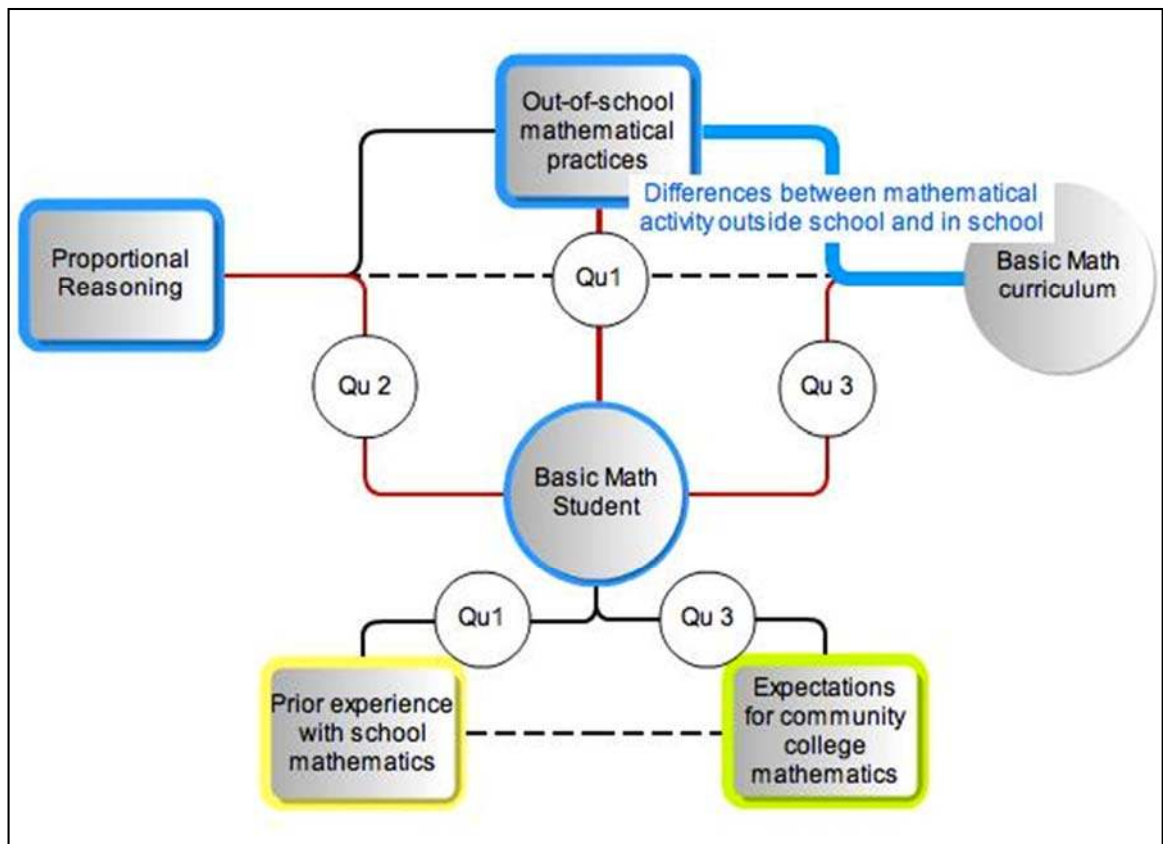 Out-of-school
mathematical
practices
Differences between mathematical
activity outside school and in school
Proportional
Reasoning
Qu1
Basic Math
curriculum
Qu 2
Qu 3
Basic Math
Student
Qu1
Qu 3
Prior experience
with school
mathematics
Expectations
for community
college
mathematics